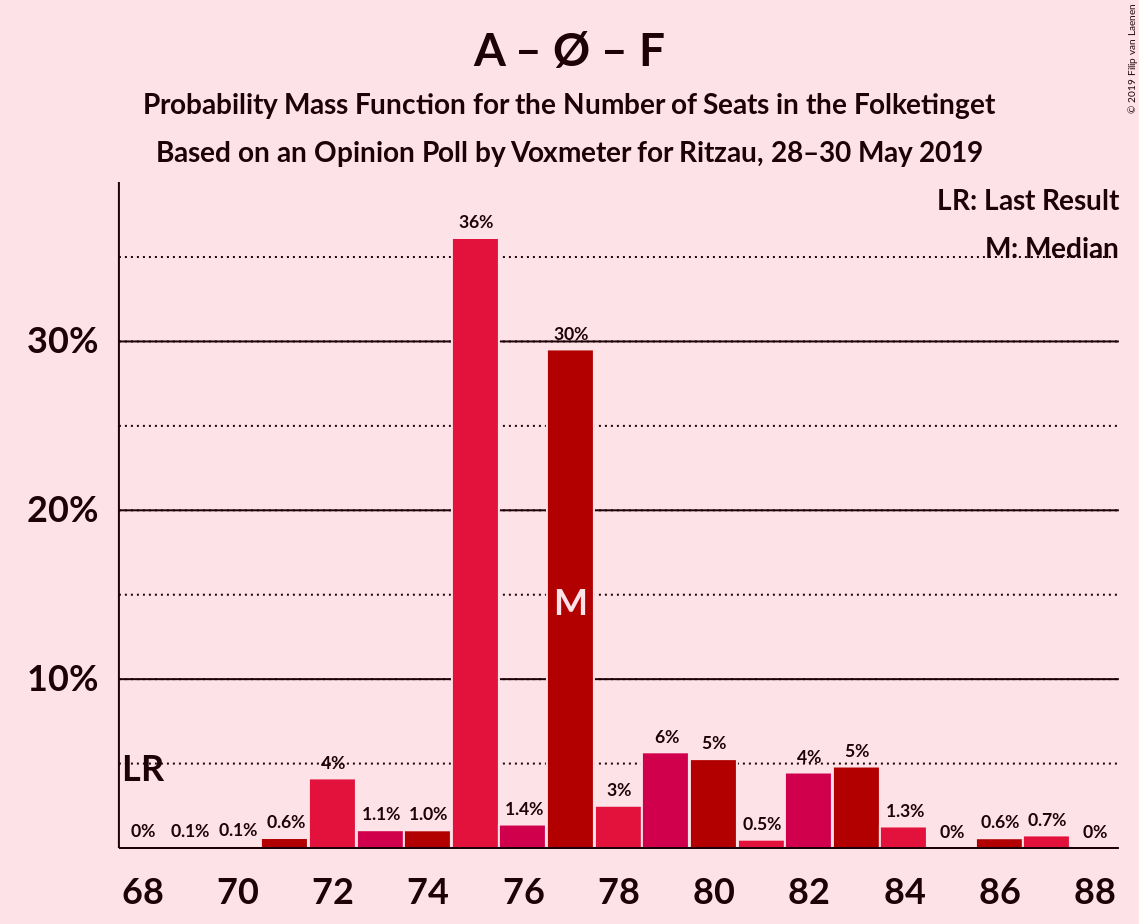 A – Ø – F
Probability Mass Function for the Number of Seats in the Folketinget
Based on an Opinion Poll by Voxmeter for Ritzau, 28–30 May 2019
© 2019 Filip van Laenen
LR: Last Result
M: Median
30%
20%
10%
LR
M
0%
0.1%
0.1%
0.6%
4%
1.1%
1.0%
36%
1.4%
30%
3%
6%
5%
0.5%
4%
5%
1.3%
0%
0.6%
0.7%
0%
68 70 72 74 76 78 80 82 84 86 88